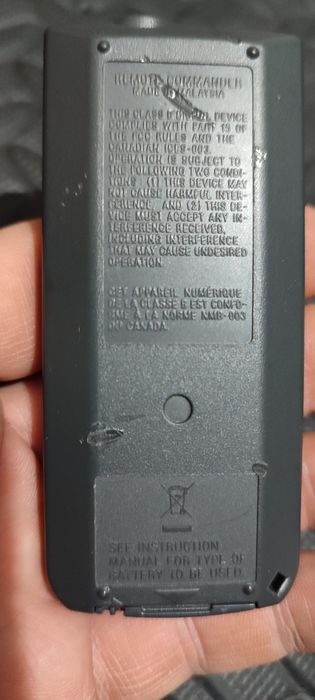 REMOTE COMMANDER
MADE IN MALAYSIA
THIS CLASS B DIGITAL DEVICE
COMPLIES WITH PART 15 OF
THE FCC RULES AND THE
CANADIAN ICES-003.
OPERATION IS SUBJECT TO
THE FOLLOWING TWO CONDI-
TIONS : (1) THIS DEVICE MAY
NOT CAUSE HARMFUL INTER-
FERENCE, AND (2) THIS DE-
VICE MUST ACCEPT ANY IN-
TERFERENCE RECEIVED,
INCLUDING INTERFERENCE
THAT MAY CAUSE UNDESIRED
OPERATION.
CET APPAREIL NUMÉRIQUE
DE LA CLASSE B EST CONFO-
RME A LA NORME NMB-003
DU CANADA.
SEE INSTRUCTION
MANUAL FOR TYPE OF
BATTERY TO BE USED.